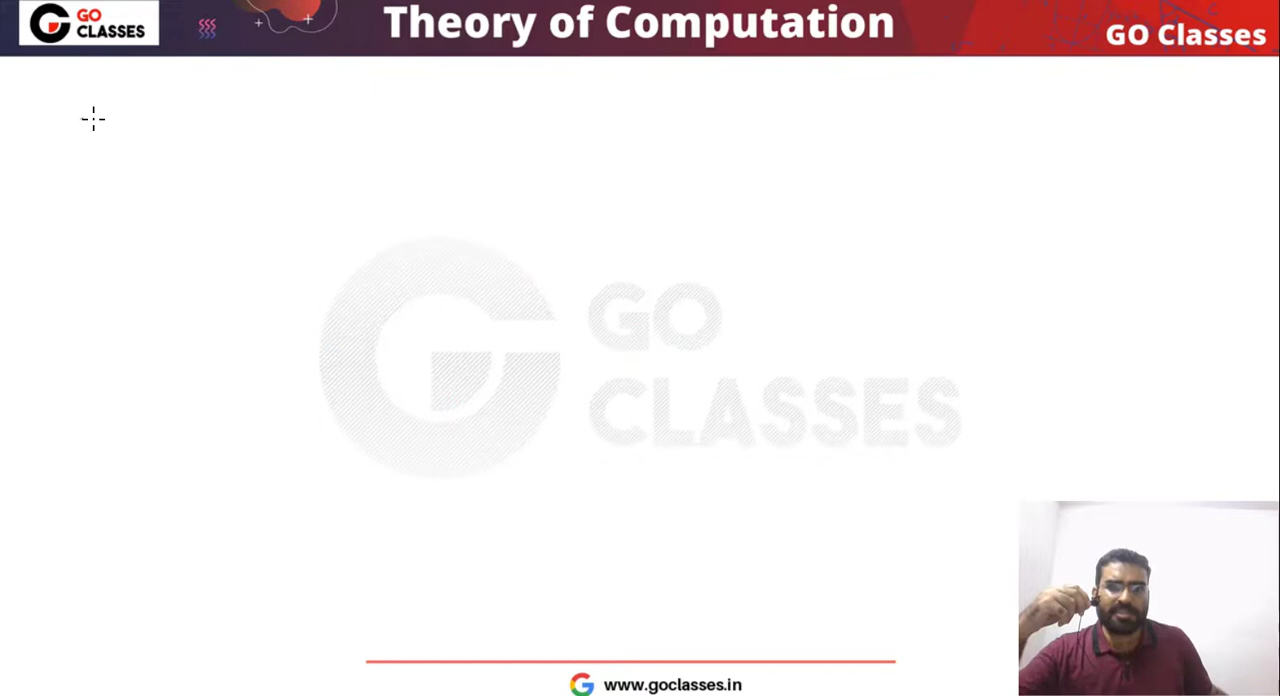 GO
CLASSES
Theory of Computation
GO Classes
GO
CLASSES
www.goclasses.in